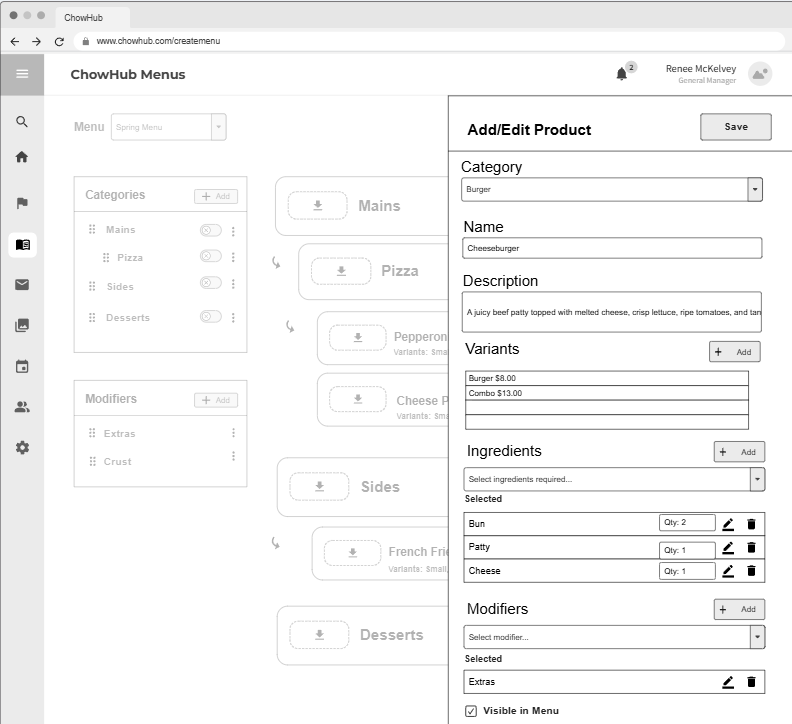 ChowHub
www.chowhub.com/createmenu
ChowHub Menus
2
Renee McKelvey
General Manager
Menu
Spring Menu
Categories
Add
Mains
Pizza
Sides
Desserts
Modifiers
Add
Extras
Crust
Mains
Pizza
Pepperon
Variants: Sma
Cheese P
Variants: Sma
Sides
French Frie
Variants: Small,
Desserts
Add/Edit Product
Save
Category
Burger
Name
Cheeseburger
Description
A juicy beef patty topped with melted cheese, crisp lettuce, ripe tomatoes, and tan
Variants
+ Add
Burger $8.00
Combo $13.00
Ingredients
+ Add
Select ingredients required...
Selected
Bun
Qty: 2
Patty
Qty: 1
Cheese
Qty: 1
Modifiers
+ Add
Select modifier...
Selected
Extras
Visible in Menu